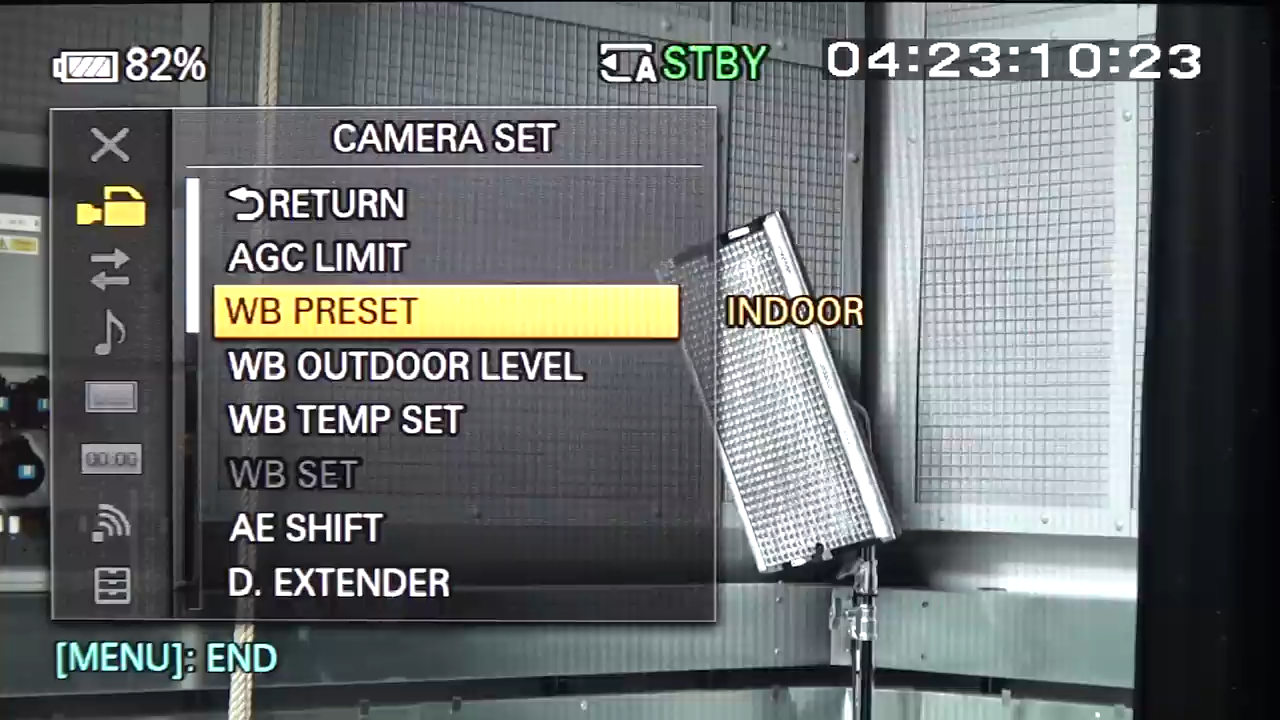 82% A STBY 04:23:10:23
CAMERA SET
RETURN
AGC LIMIT
WB PRESET INDOOR
WB OUTDOOR LEVEL
WB TEMP SET
WB SET
00:00
AE SHIFT
D. EXTENDER
[MENU]: END